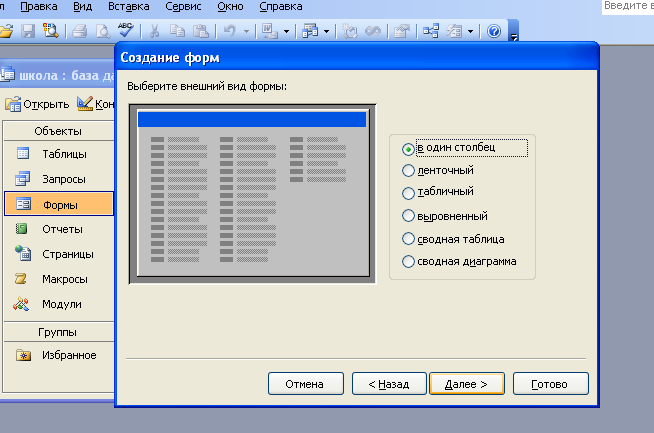 л Правка Вид Вставка Сервис Окно Справка
Введите в
школа : база да
Открыть Кон
Объекты
Таблицы
Запросы
Формы
Отчеты
Страницы
Макросы
Модули
Группы
Избранное
Создание форм
Выберите внешний вид формы:
в один столбец
ленточный
табличный
выровненный
сводная таблица
сводная диаграмма
Отмена
< Назад
Далее >
Готово